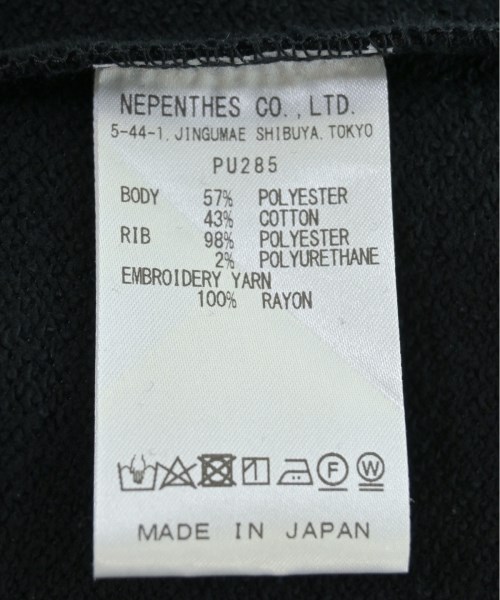 NEPENTHES CO.,LTD.
5-44-1, JINGUMAE SHIBUYA. TOKYO
PU285
BODY 57% POLYESTER
43% COTTON
RIB 98% POLYESTER
2% POLYURETHANE
EMBROIDERY YARN
100% RAYON
F W
MADE IN JAPAN